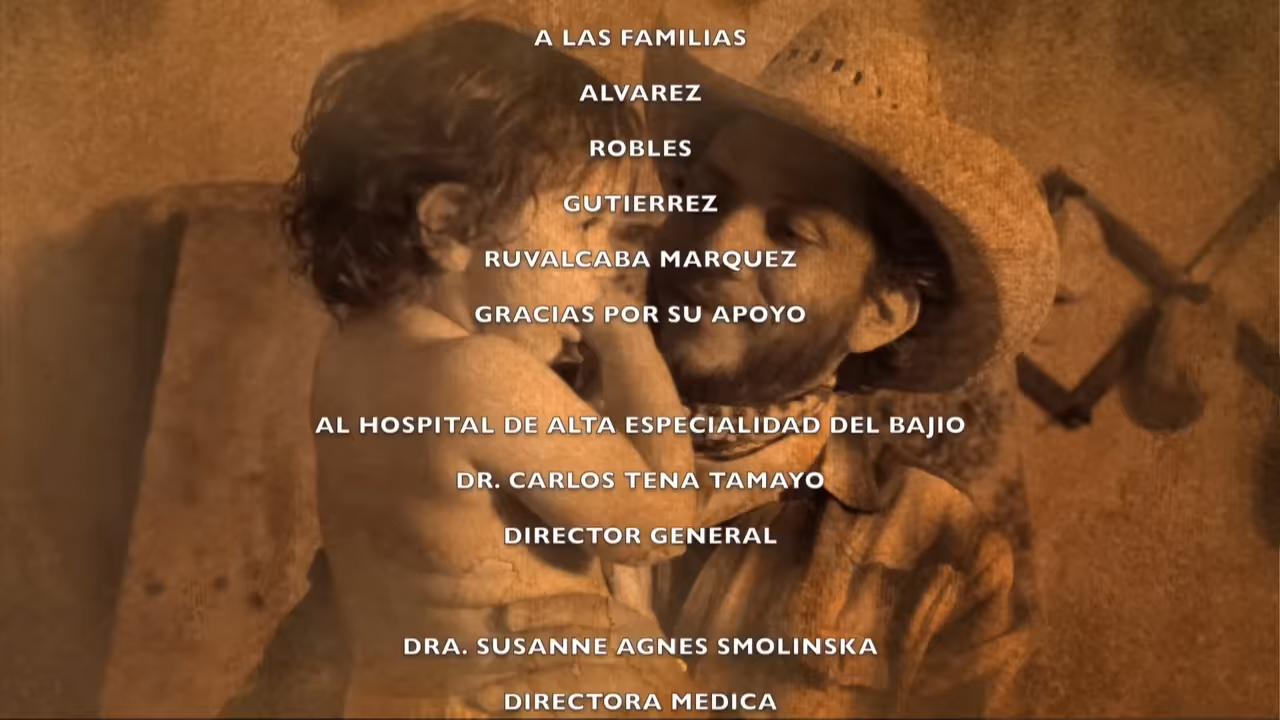 A LAS FAMILIAS
ALVAREZ
ROBLES
GUTIERREZ
RUVALCABA MARQUEZ
GRACIAS POR SU APOYO
AL HOSPITAL DE ALTA ESPECIALIDAD DEL BAJIO
DR. CARLOS TENA TAMAYO
DIRECTOR GENERAL
DRA. SUSANNE AGNES SMOLINSKA
DIRECTORA MEDICA